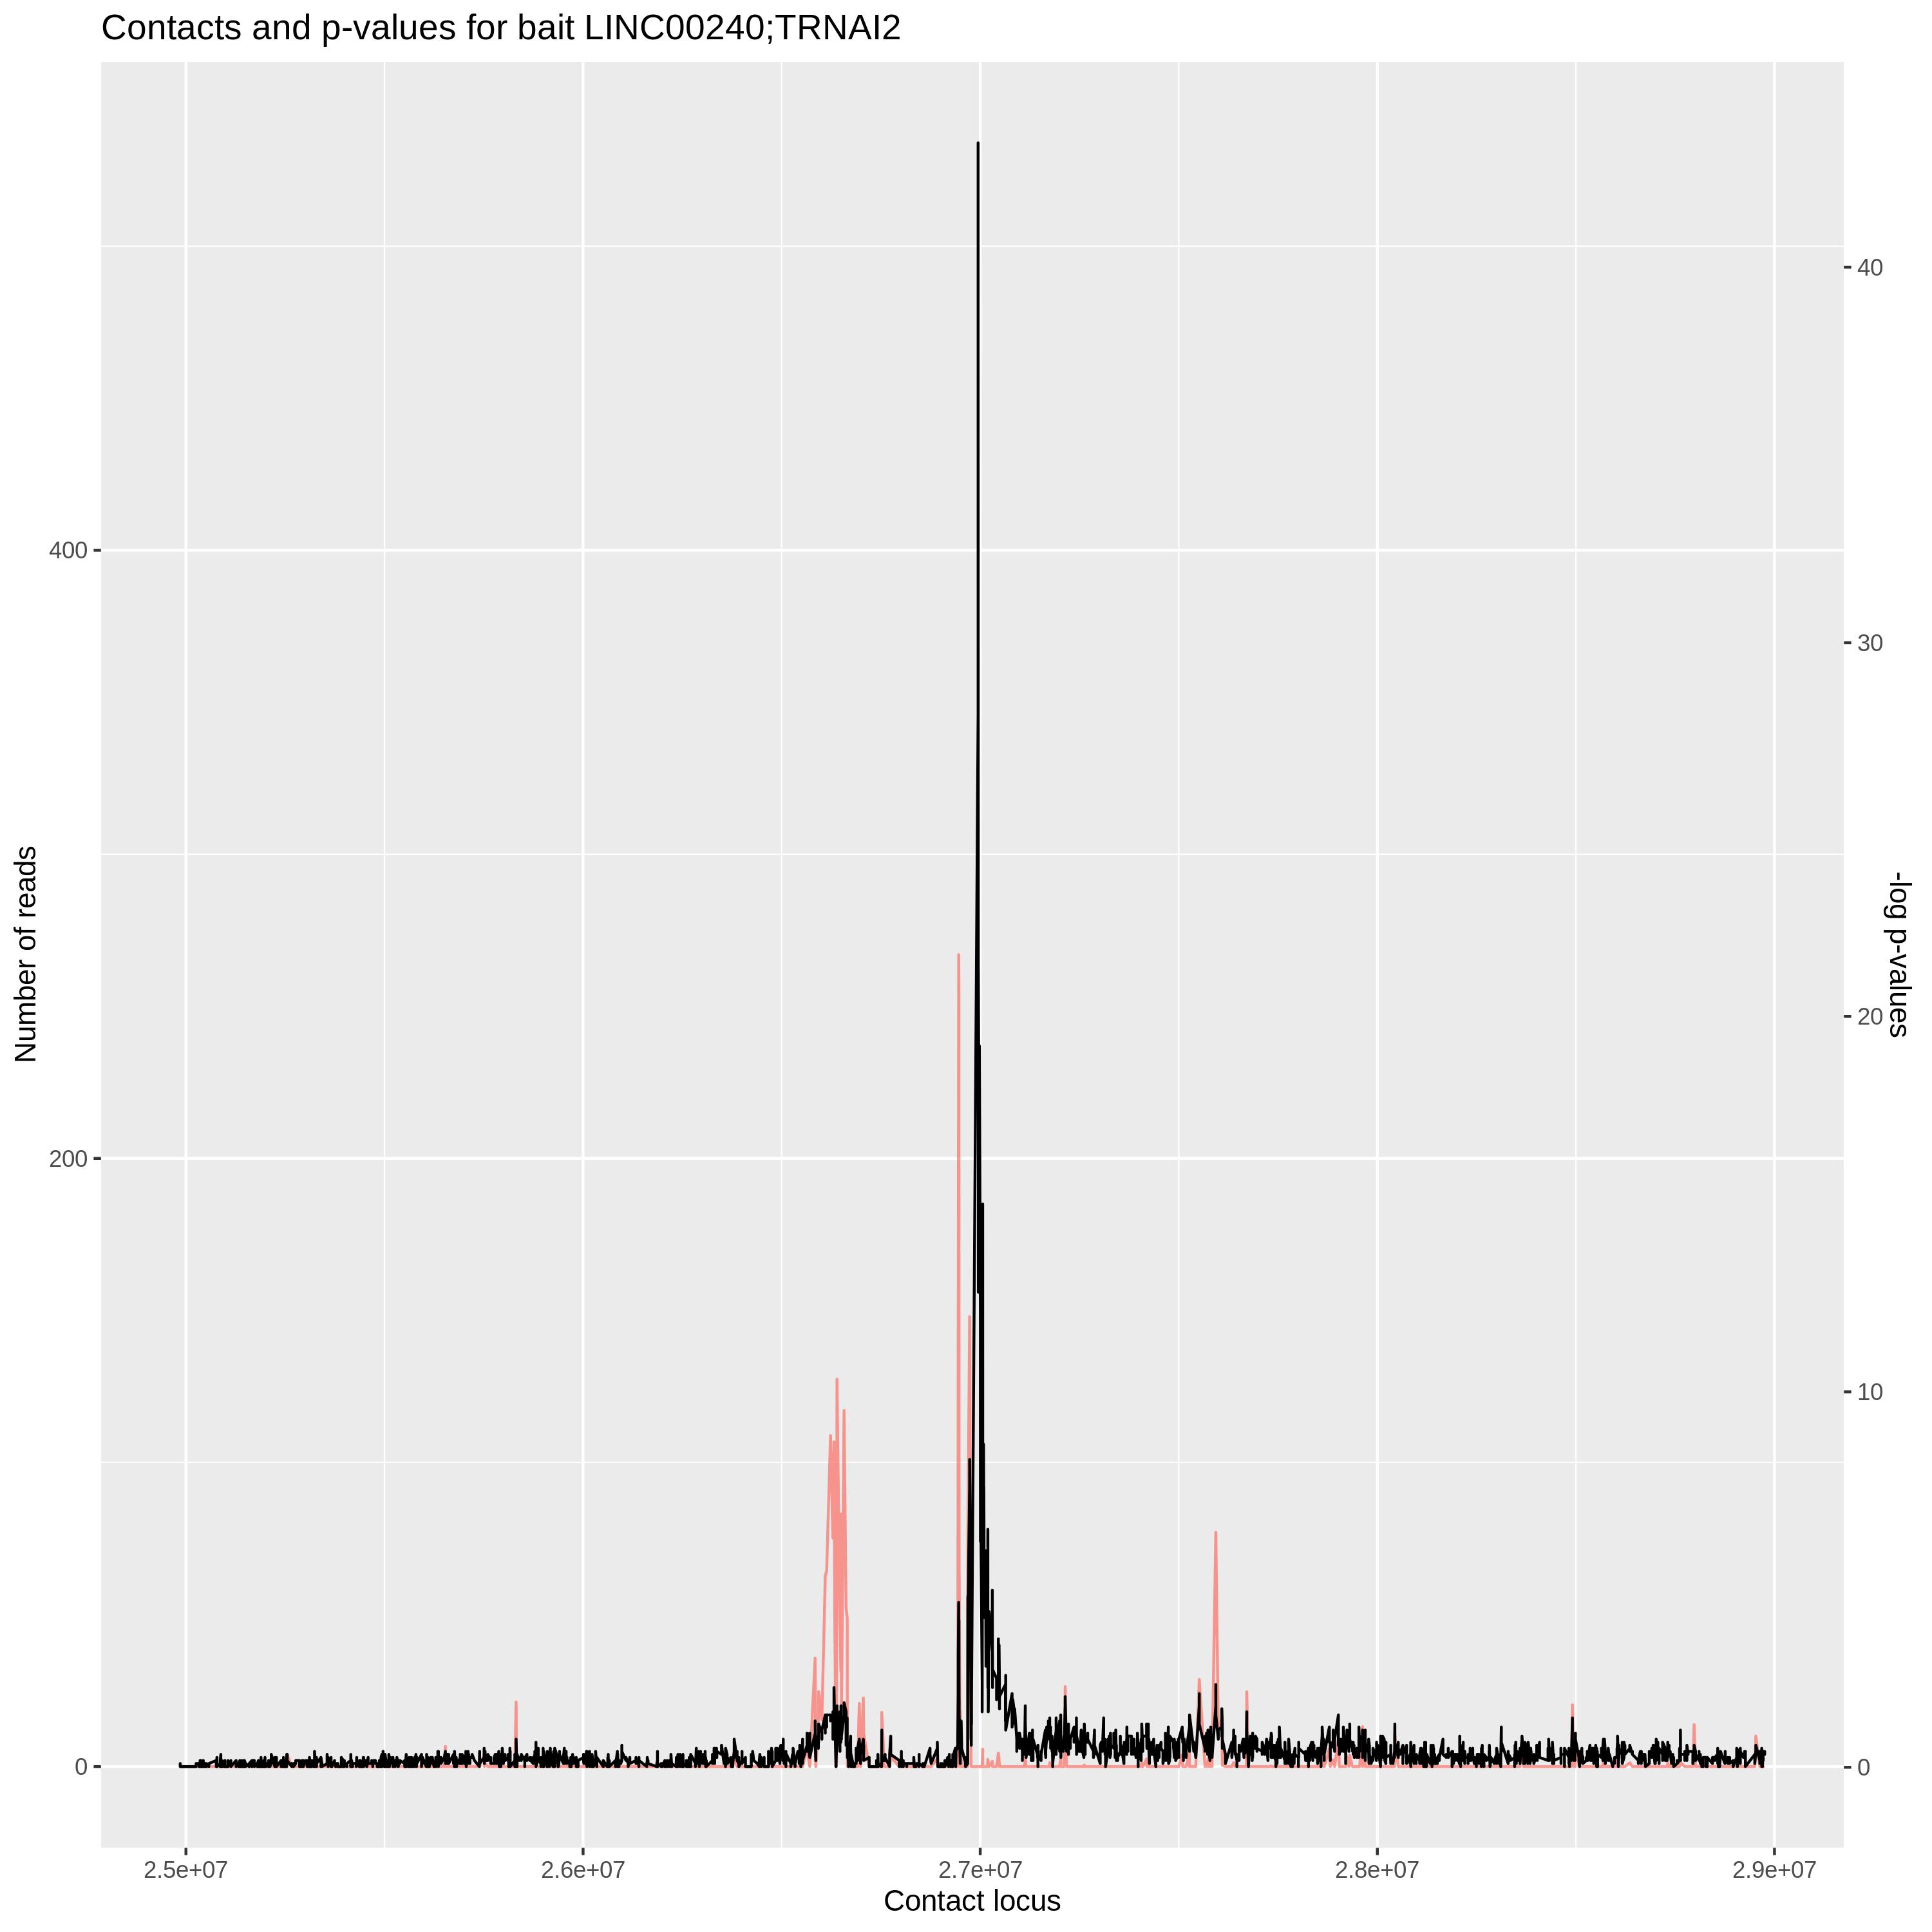 Contacts and p-values for bait LINC00240;TRNAI2
Number of reads
400
200
0
40
30
20
10
0
-log p-values
2.5e+07 2.6e+07 2.7e+07 2.8e+07 2.9e+07
Contact locus